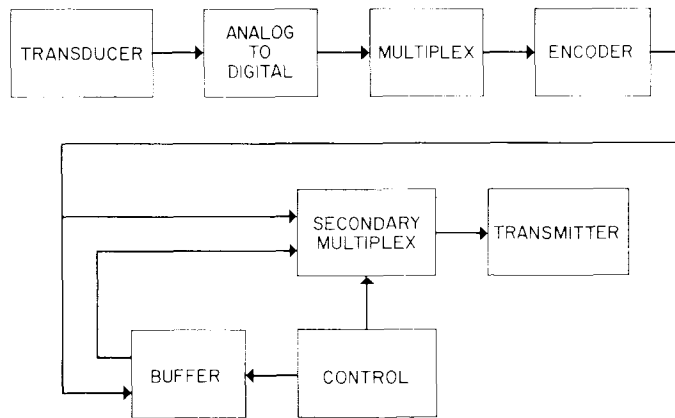 TRANSDUCER
ANALOG
TO
DIGITAL
MULTIPLEX
ENCODER
SECONDARY
MULTIPLEX
TRANSMITTER
BUFFER
CONTROL